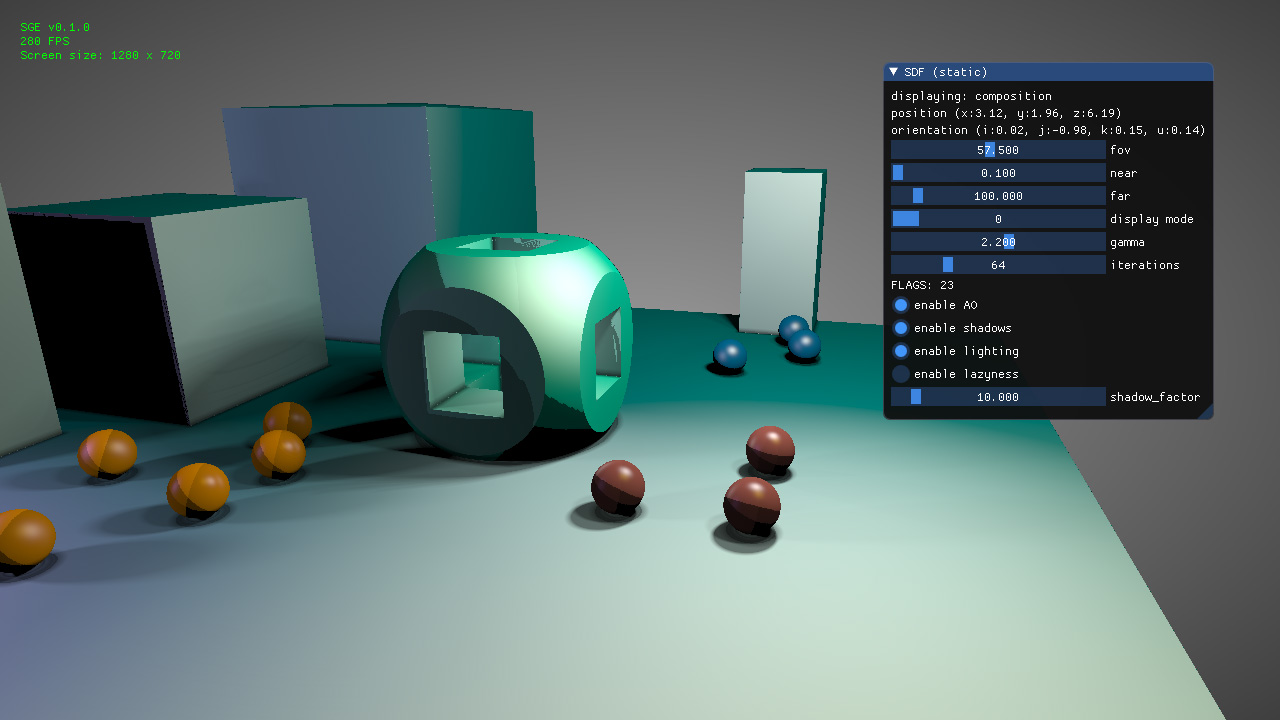 SGE v0.1.0
280 FPS
Screen size: 1280 x 720
SDF (static)
displaying: composition
position (x:3.12, y:1.96, z:6.19)
orientation (i:0.02, j:-0.98, k:0.15, u:0.14)
57.500 fov
0.100 near
100.000 far
0 display mode
2.200 gamma
64 iterations
FLAGS: 23
enable AO
enable shadows
enable lighting
enable lazyness
10.000 shadow_factor